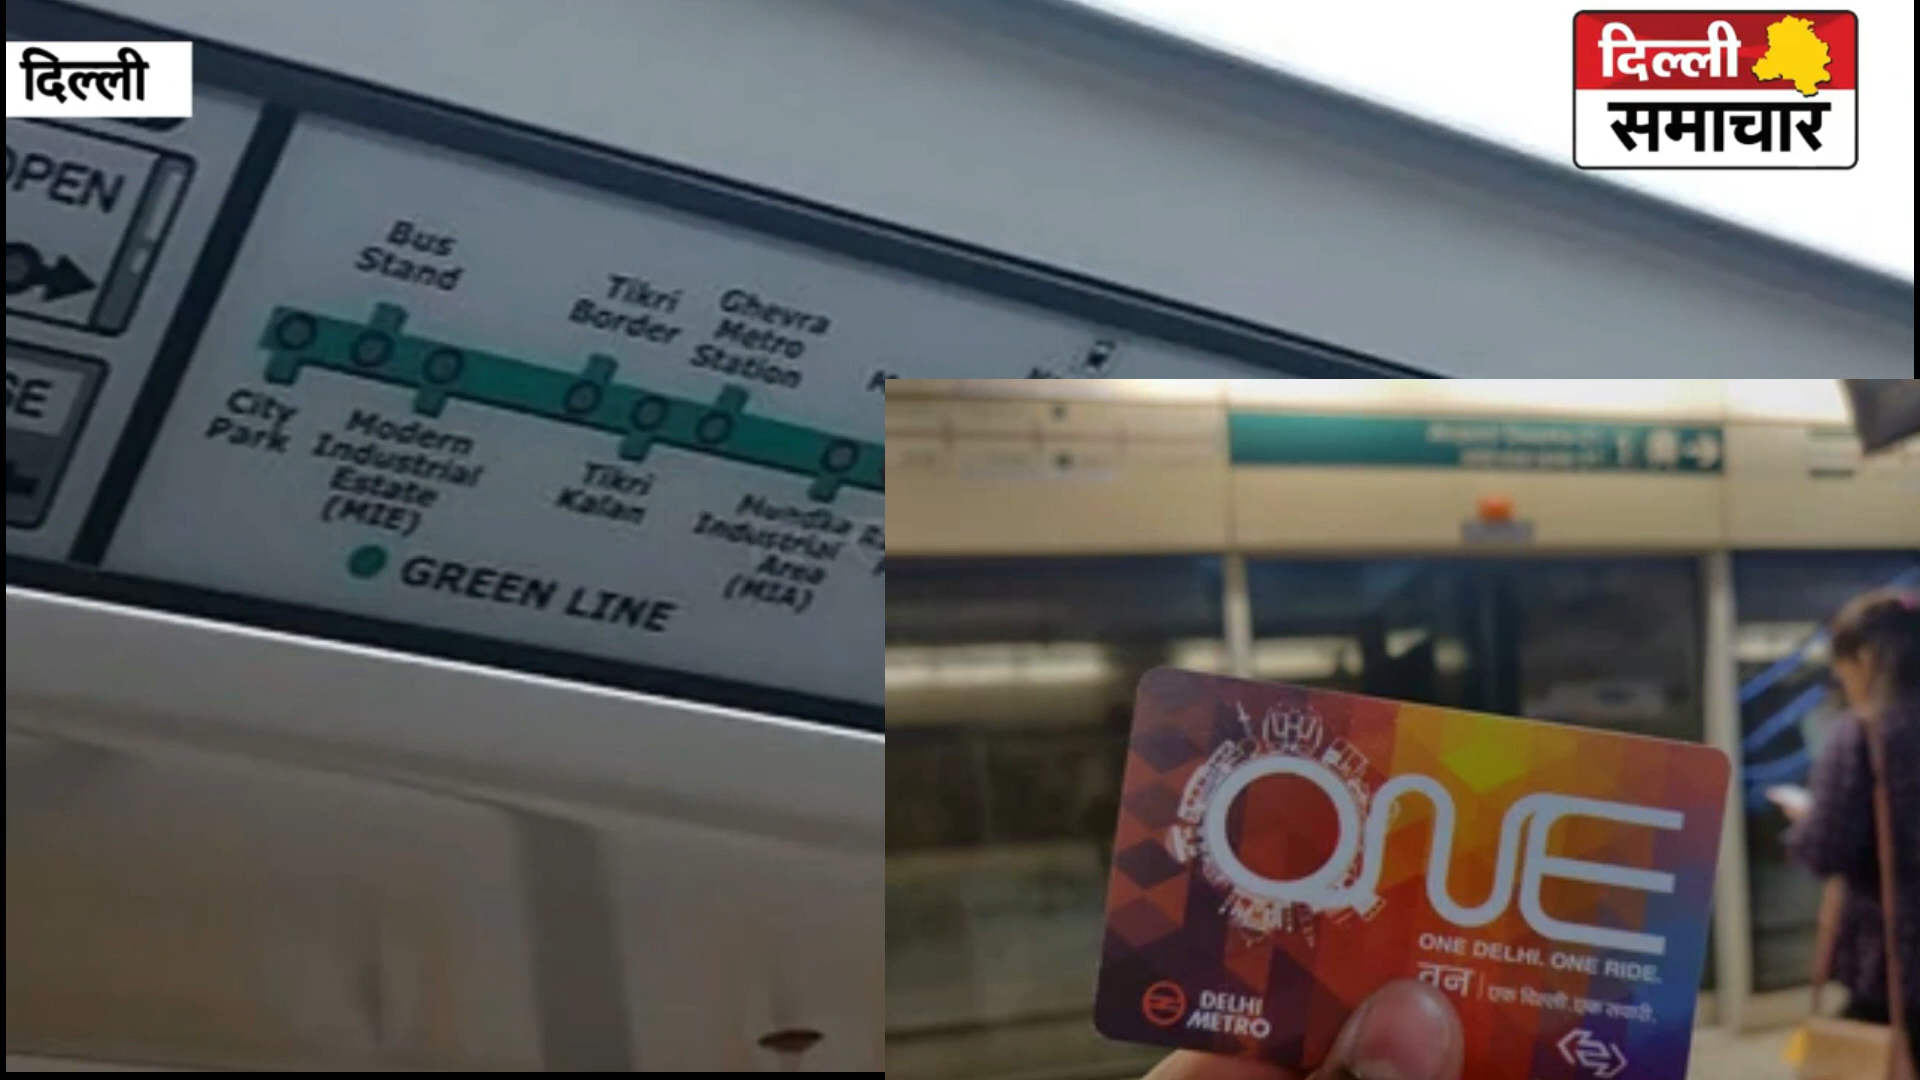 दिल्ली
दिल्ली
समाचार
OPEN
SE
Bus
Stand
Tikri
Border
Ghevra
Metro
Station
City
Park
Modern
Industrial
Estate
(MIE)
Tikri
Kalan
Mundka
Industrial
Area
(MIA)
GREEN LINE
ONE
ONE DELHI. ONE RIDE.
वन | एक दिल्ली. एक सवारी.
DELHI
METRO